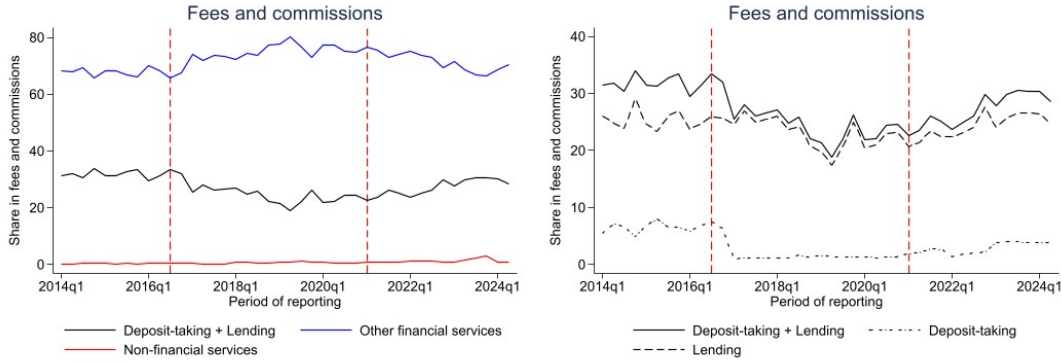 Fees and commissions
Share in fees and commissions
80
60
40
20
0
2014q1 2016q1 2018q1 2020q1 2022q1 2024q1
Period of reporting
Deposit-taking + Lending
Other financial services
Non-financial services
Fees and commissions
Share in fees and commissions
40
30
20
10
0
2014q1 2016q1 2018q1 2020q1 2022q1 2024q1
Period of reporting
Deposit-taking + Lending
Deposit-taking
Lending